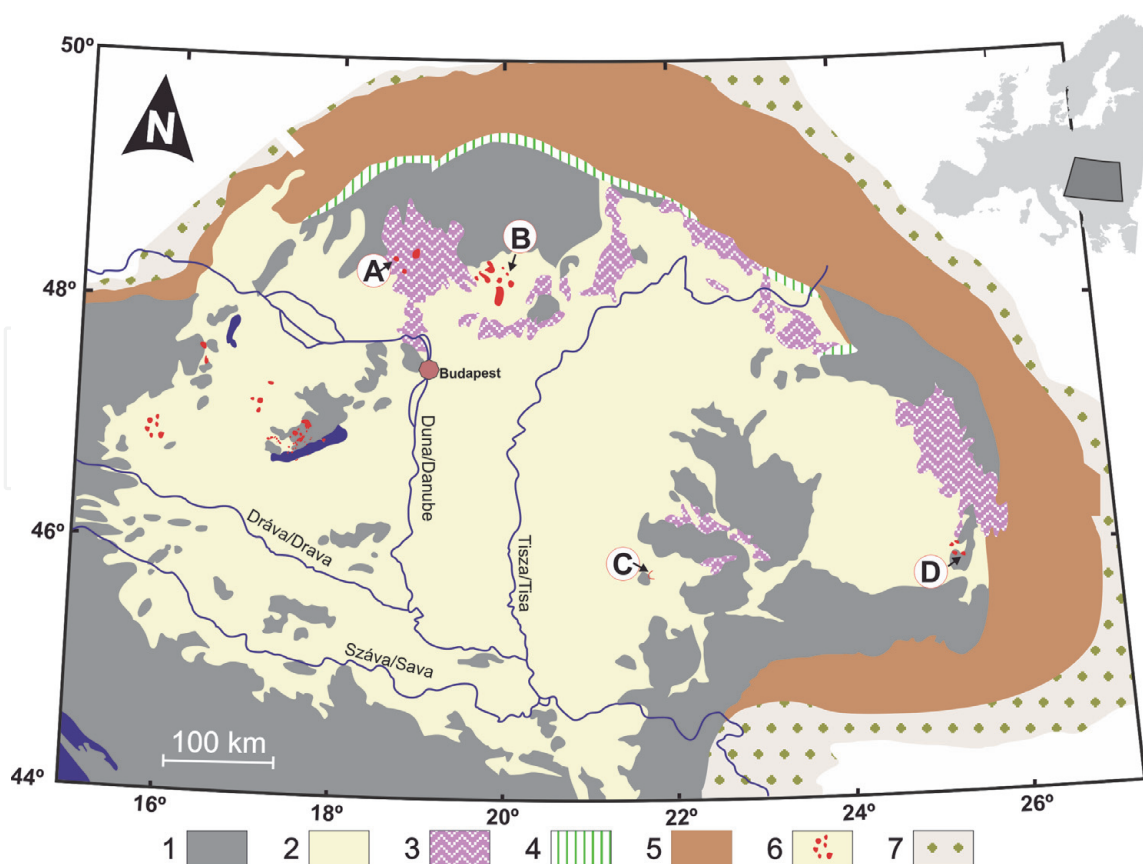 50º
N
B
A
48º
Budapest
Duna/Danube
46º
Dráva/Drava
Tisza/Tisa
C
D
Száva/Sava
100 km
44º
16º 18º 20º 22º 24º 26º
1 2 3 4 5 6 7